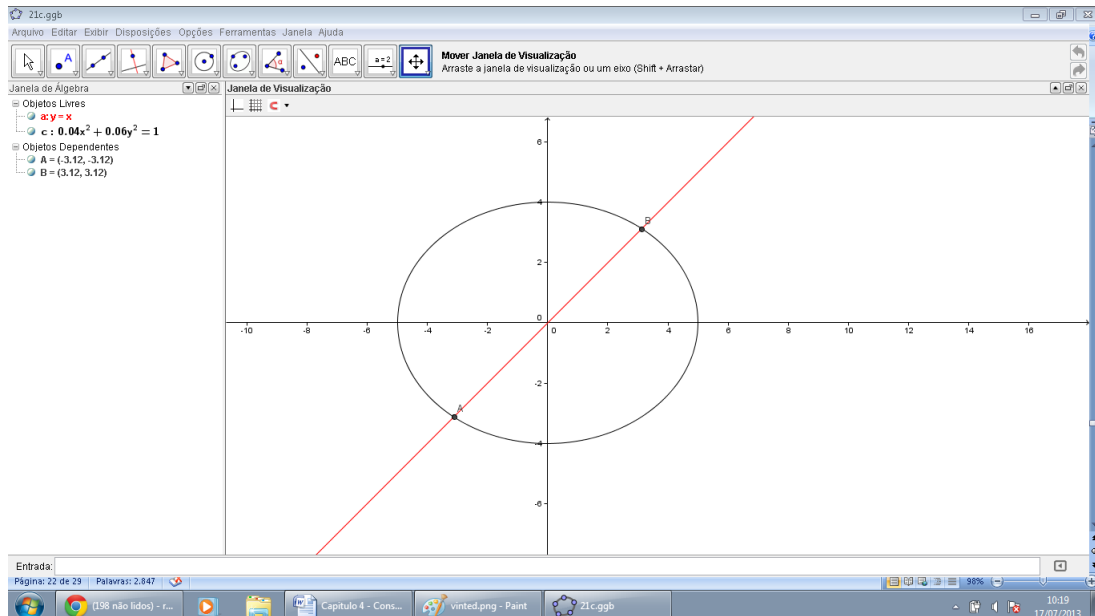 21c.ggb
Arquivo Editar Exibir Disposições Opções Ferramentas Janela Ajuda
A
ABC
a=2
Mover Janela de Visualização
Arraste a janela de visualização ou um eixo (Shift + Arrastar)
Janela de Álgebra
Janela de Visualização
Objetos Livres
a: y = x
c : 0.04x² + 0.06y² = 1
Objetos Dependentes
A = (-3.12, -3.12)
B = (3.12, 3.12)
6
4
B
2
0
-10 -8 -6 -4 -2 0 2 4 6 8 10 12 14 16
-2
A
-4
-6
Entrada:
Página: 22 de 29 Palavras: 2.847 98%
(198 não lidos) - r... Capitulo 4 - Cons... vinted.png - Paint 21c.ggb
10:19
17/07/2013